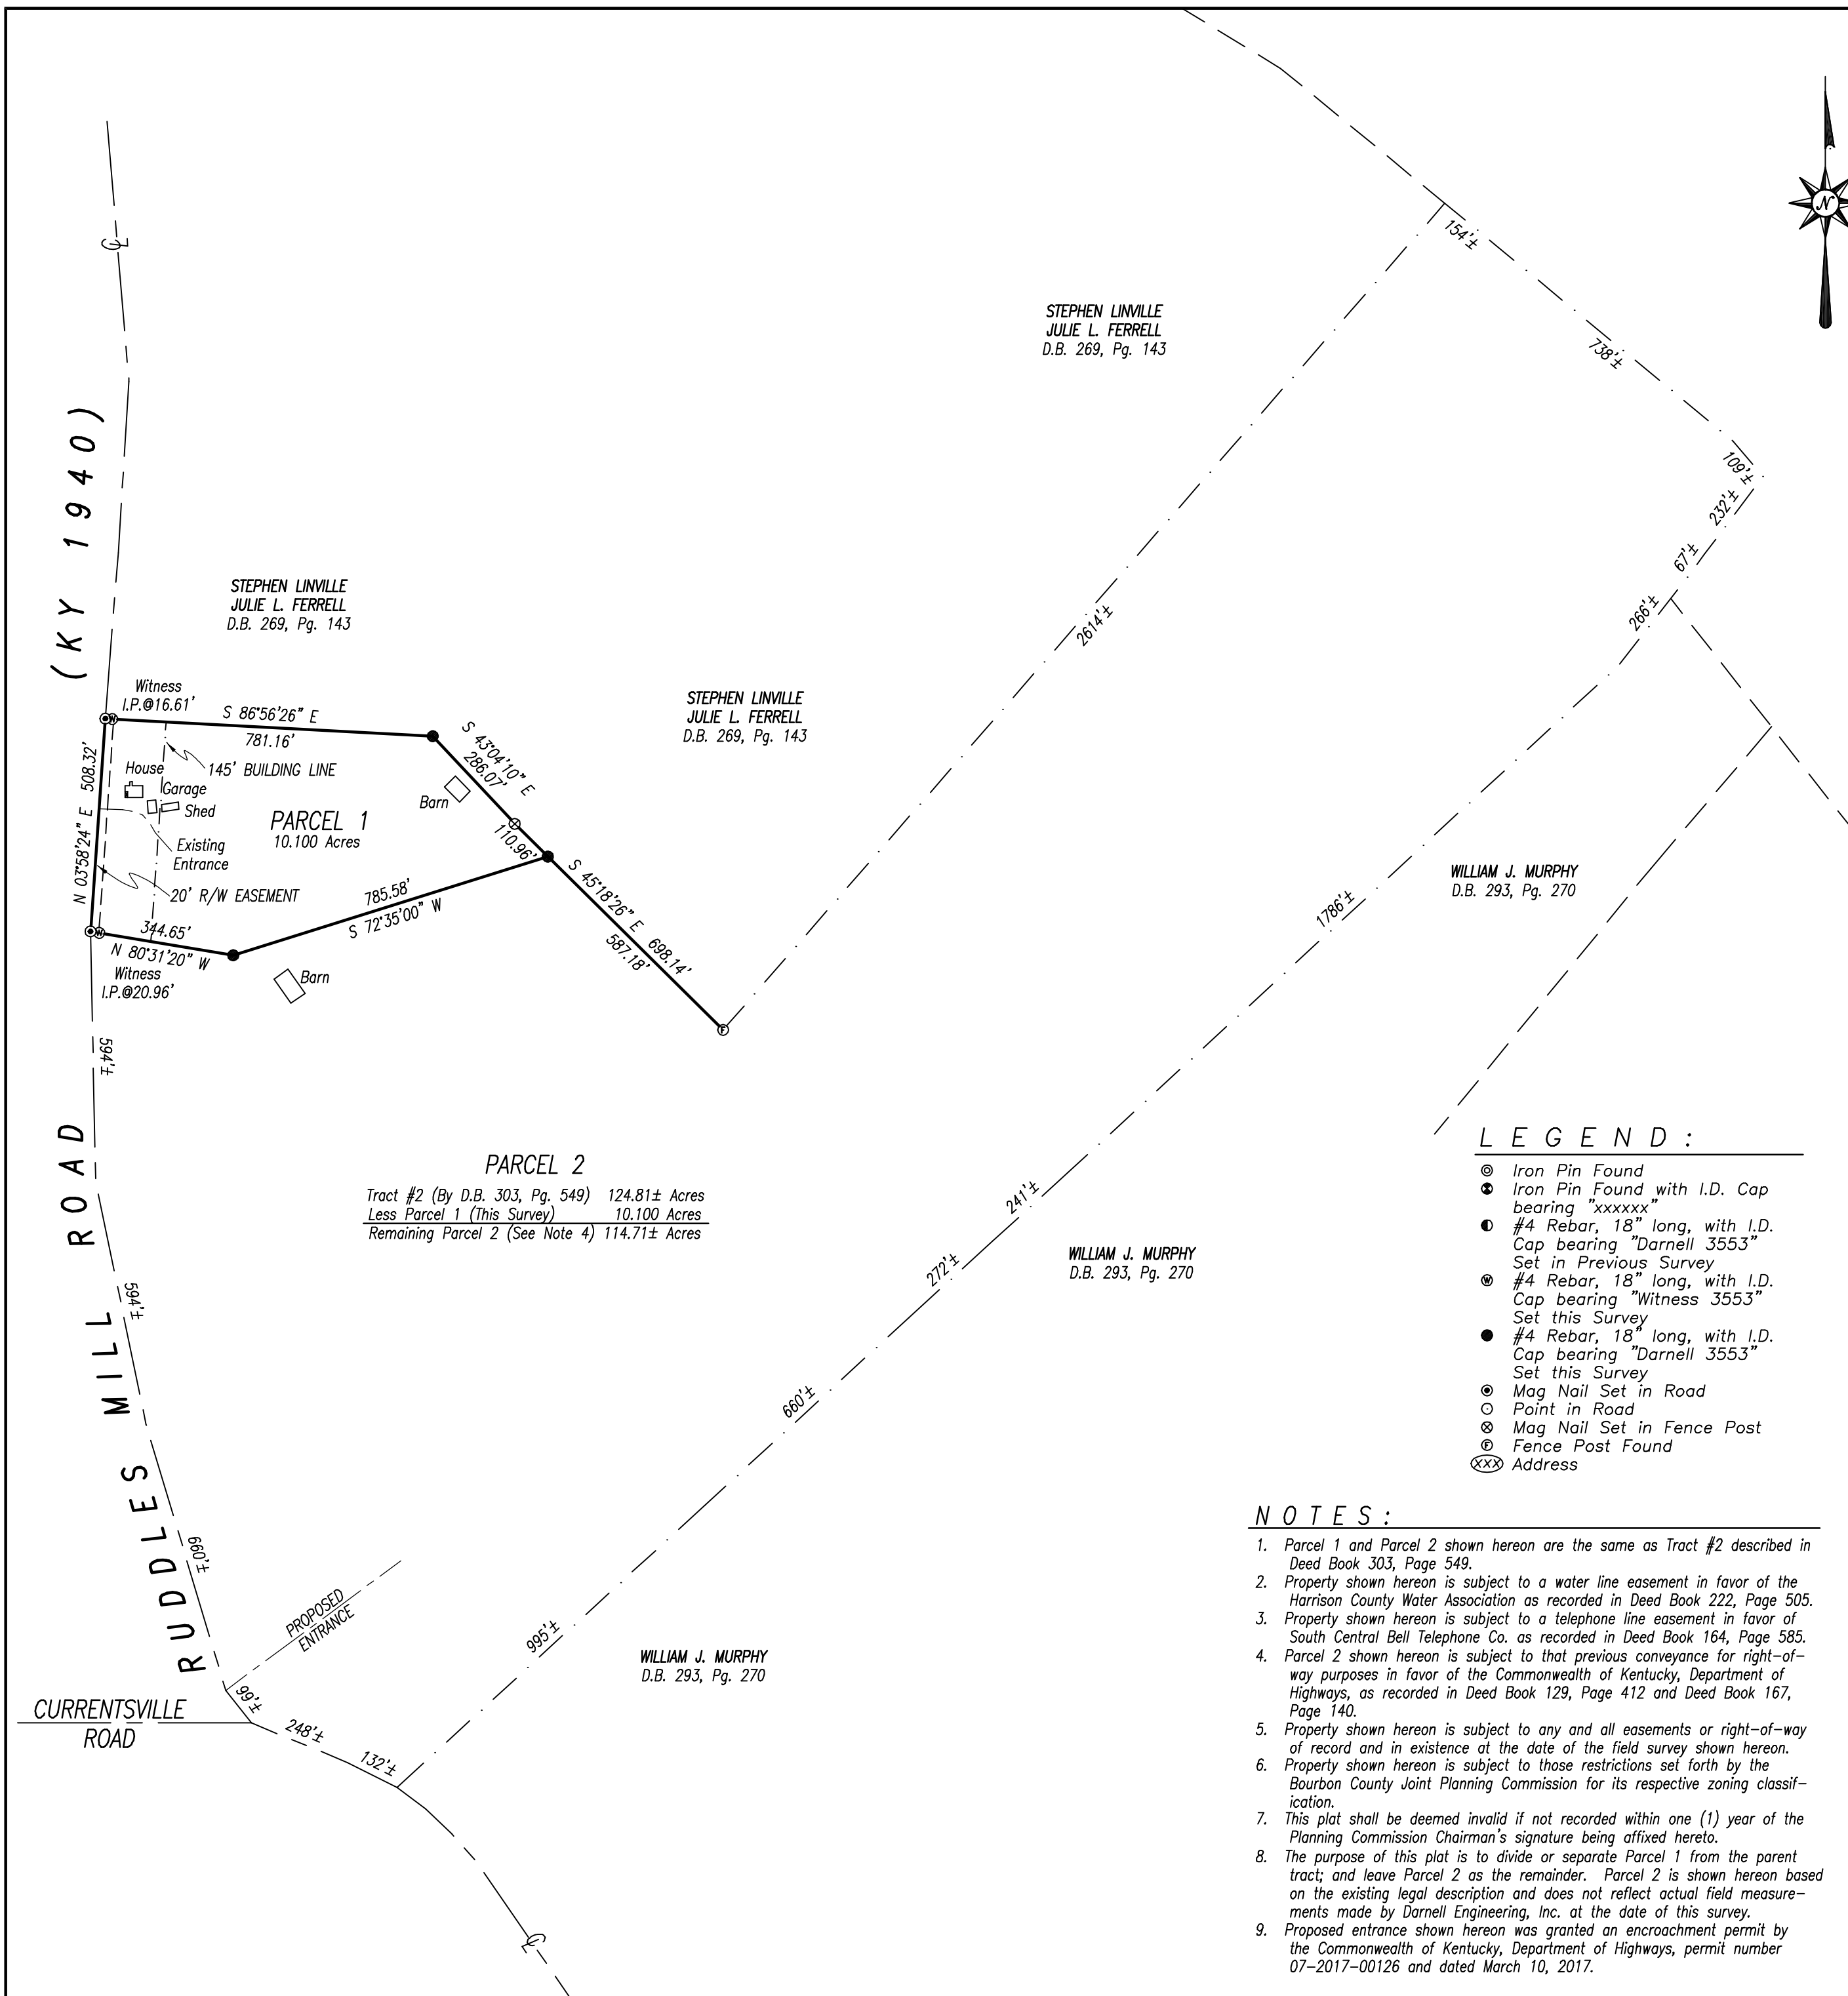 N
154'±
STEPHEN LINVILLE
JULIE L. FERRELL
D.B. 269, Pg. 143
738'±
109'±
232'±
67'±
266'±
(KY 1940)
STEPHEN LINVILLE
JULIE L. FERRELL
D.B. 269, Pg. 143
2614'±
STEPHEN LINVILLE
JULIE L. FERRELL
D.B. 269, Pg. 143
Witness
I.P.@16.61'
S 86°56'26" E
781.16'
S 43°04'10" E
286.07'
N 03°58'24" E 508.32'
145' BUILDING LINE
House
Garage
Shed
Barn
PARCEL 1
10.100 Acres
Existing
Entrance
20' R/W EASEMENT
110.96'
785.58'
S 72°35'00" W
S 45°18'26" E 698.14'
587.18'
344.65'
N 80°31'20" W
Witness
I.P.@20.96'
Barn
WILLIAM J. MURPHY
D.B. 293, Pg. 270
1786'±
594'±
PARCEL 2
Tract #2 (By D.B. 303, Pg. 549) 124.81± Acres
Less Parcel 1 (This Survey) 10.100 Acres
Remaining Parcel 2 (See Note 4) 114.71± Acres
241'±
272'±
WILLIAM J. MURPHY
D.B. 293, Pg. 270
594'±
RUDDLES MILL ROAD
660'±
660'±
PROPOSED
ENTRANCE
995'±
WILLIAM J. MURPHY
D.B. 293, Pg. 270
99'±
CURRENTSVILLE
ROAD
248'±
132'±
LEGEND:
Iron Pin Found
Iron Pin Found with I.D. Cap
bearing "xxxxxx"
#4 Rebar, 18" long, with I.D.
Cap bearing "Darnell 3553"
Set in Previous Survey
W #4 Rebar, 18" long, with I.D.
Cap bearing "Witness 3553"
Set this Survey
#4 Rebar, 18" long, with I.D.
Cap bearing "Darnell 3553"
Set this Survey
Mag Nail Set in Road
Point in Road
Mag Nail Set in Fence Post
F Fence Post Found
XXX Address
NOTES:
1. Parcel 1 and Parcel 2 shown hereon are the same as Tract #2 described in
Deed Book 303, Page 549.
2. Property shown hereon is subject to a water line easement in favor of the
Harrison County Water Association as recorded in Deed Book 222, Page 505.
3. Property shown hereon is subject to a telephone line easement in favor of
South Central Bell Telephone Co. as recorded in Deed Book 164, Page 585.
4. Parcel 2 shown hereon is subject to that previous conveyance for right-of-
way purposes in favor of the Commonwealth of Kentucky, Department of
Highways, as recorded in Deed Book 129, Page 412 and Deed Book 167,
Page 140.
5. Property shown hereon is subject to any and all easements or right-of-way
of record and in existence at the date of the field survey shown hereon.
6. Property shown hereon is subject to those restrictions set forth by the
Bourbon County Joint Planning Commission for its respective zoning classif-
ication.
7. This plat shall be deemed invalid if not recorded within one (1) year of the
Planning Commission Chairman's signature being affixed hereto.
8. The purpose of this plat is to divide or separate Parcel 1 from the parent
tract; and leave Parcel 2 as the remainder. Parcel 2 is shown hereon based
on the existing legal description and does not reflect actual field measure-
ments made by Darnell Engineering, Inc. at the date of this survey.
9. Proposed entrance shown hereon was granted an encroachment permit by
the Commonwealth of Kentucky, Department of Highways, permit number
07-2017-00126 and dated March 10, 2017.